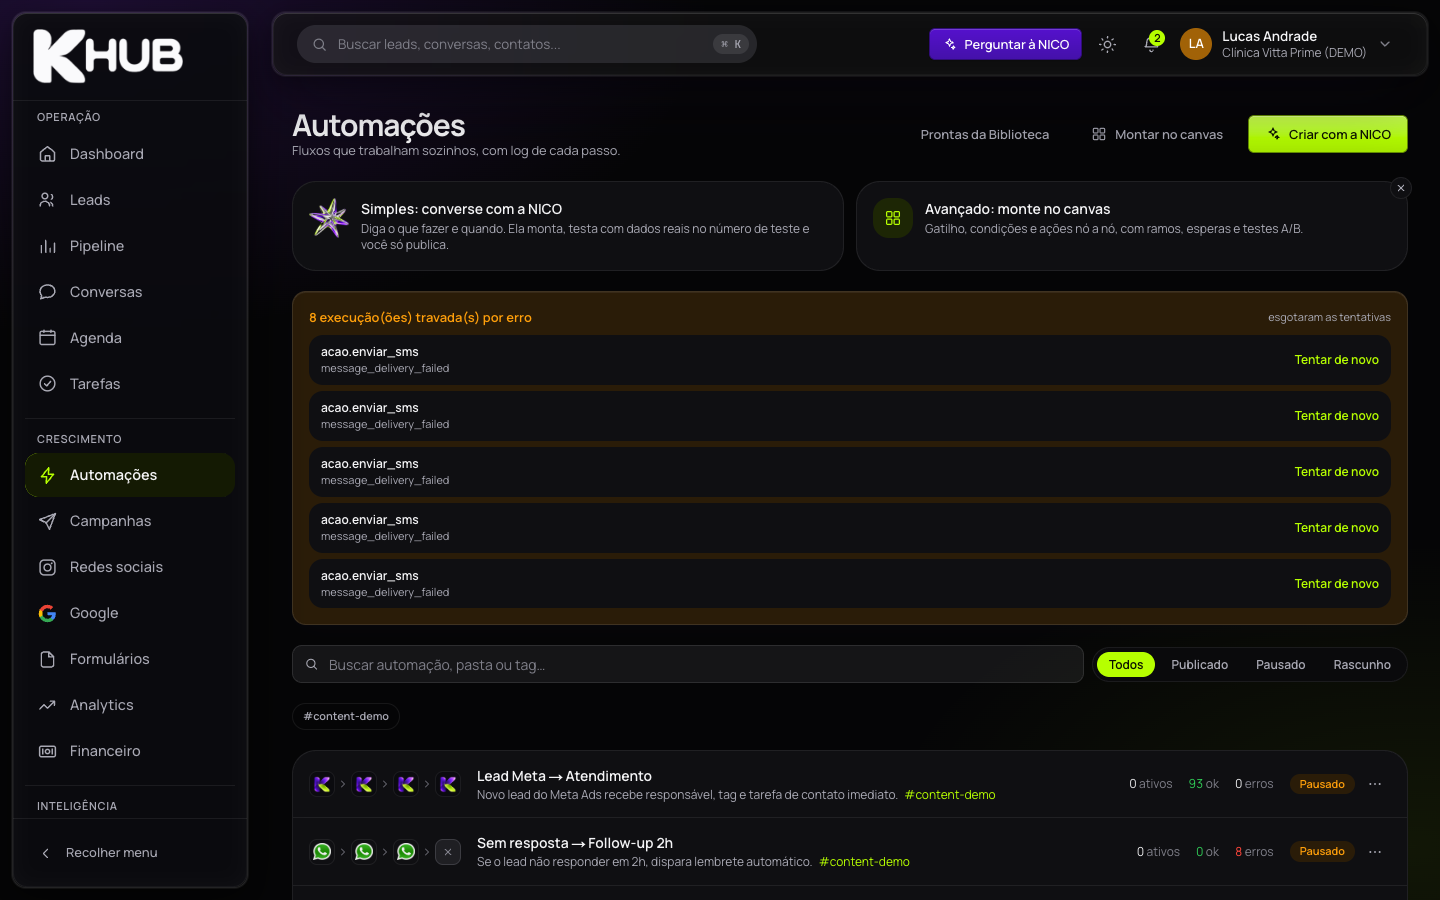 KHUB
Buscar leads, conversas, contatos...
⌘ K
Perguntar à NICO
2
LA
Lucas Andrade
Clínica Vitta Prime (DEMO)
OPERAÇÃO
Dashboard
Leads
Pipeline
Conversas
Agenda
Tarefas
CRESCIMENTO
Automações
Campanhas
Redes sociais
Google
Formulários
Analytics
Financeiro
INTELIGÊNCIA
Recolher menu
Automações
Fluxos que trabalham sozinhos, com log de cada passo.
Prontas da Biblioteca
Montar no canvas
Criar com a NICO
Simples: converse com a NICO
Diga o que fazer e quando. Ela monta, testa com dados reais no número de teste e
você só publica.
Avançado: monte no canvas
Gatilho, condições e ações nó a nó, com ramos, esperas e testes A/B.
8 execução(ões) travada(s) por erro
esgotaram as tentativas
acao.enviar_sms
message_delivery_failed
Tentar de novo
acao.enviar_sms
message_delivery_failed
Tentar de novo
acao.enviar_sms
message_delivery_failed
Tentar de novo
acao.enviar_sms
message_delivery_failed
Tentar de novo
acao.enviar_sms
message_delivery_failed
Tentar de novo
Buscar automação, pasta ou tag...
Todos
Publicado
Pausado
Rascunho
#content-demo
Lead Meta → Atendimento
Novo lead do Meta Ads recebe responsável, tag e tarefa de contato imediato. #content-demo
0 ativos
93 ok
0 erros
Pausado
Sem resposta → Follow-up 2h
Se o lead não responder em 2h, dispara lembrete automático. #content-demo
0 ativos
0 ok
8 erros
Pausado